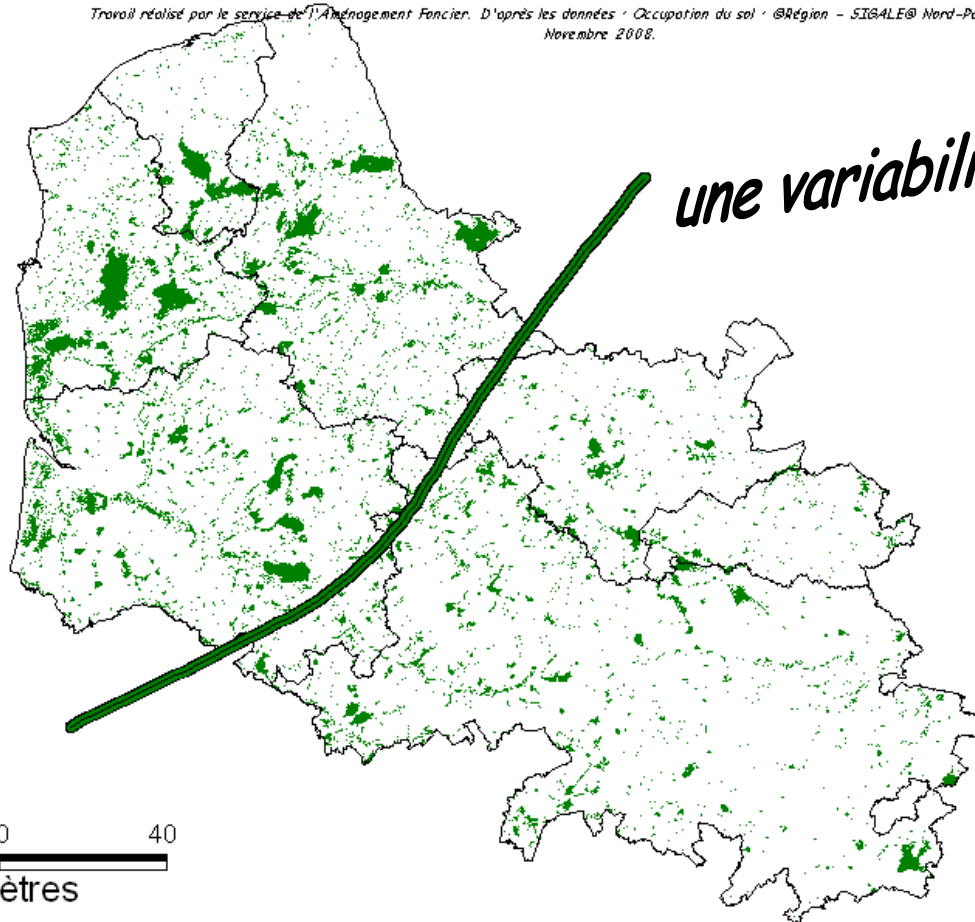 Travail réalisé par le service de l'Aménagement Foncier. D'après les données · Occupation du sol · @Région - SIGALE@ Nord-Pa
Novembre 2008.
une variabili
0 40
ètres